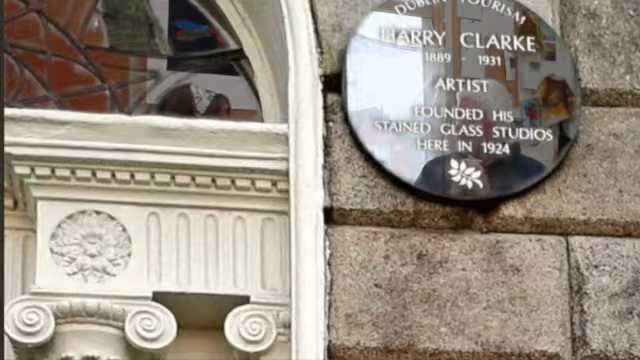 DUBLIN TOURISM
HARRY CLARKE
1889 - 1931
ARTIST
FOUNDED HIS
STAINED GLASS STUDIOS
HERE IN 1924